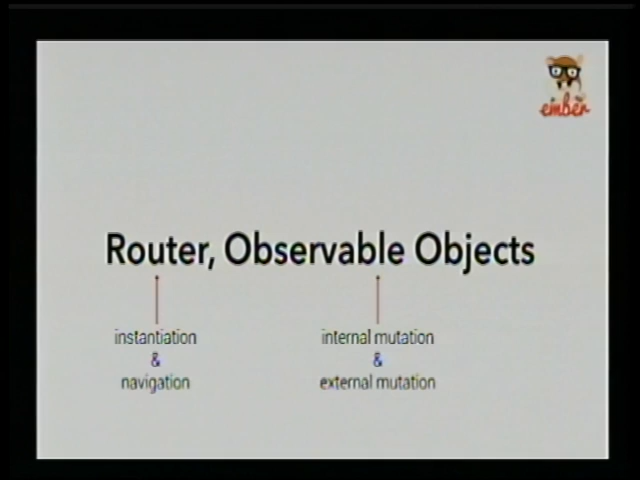 ember
Router, Observable Objects
instantiation
&
navigation
internal mutation
&
external mutation